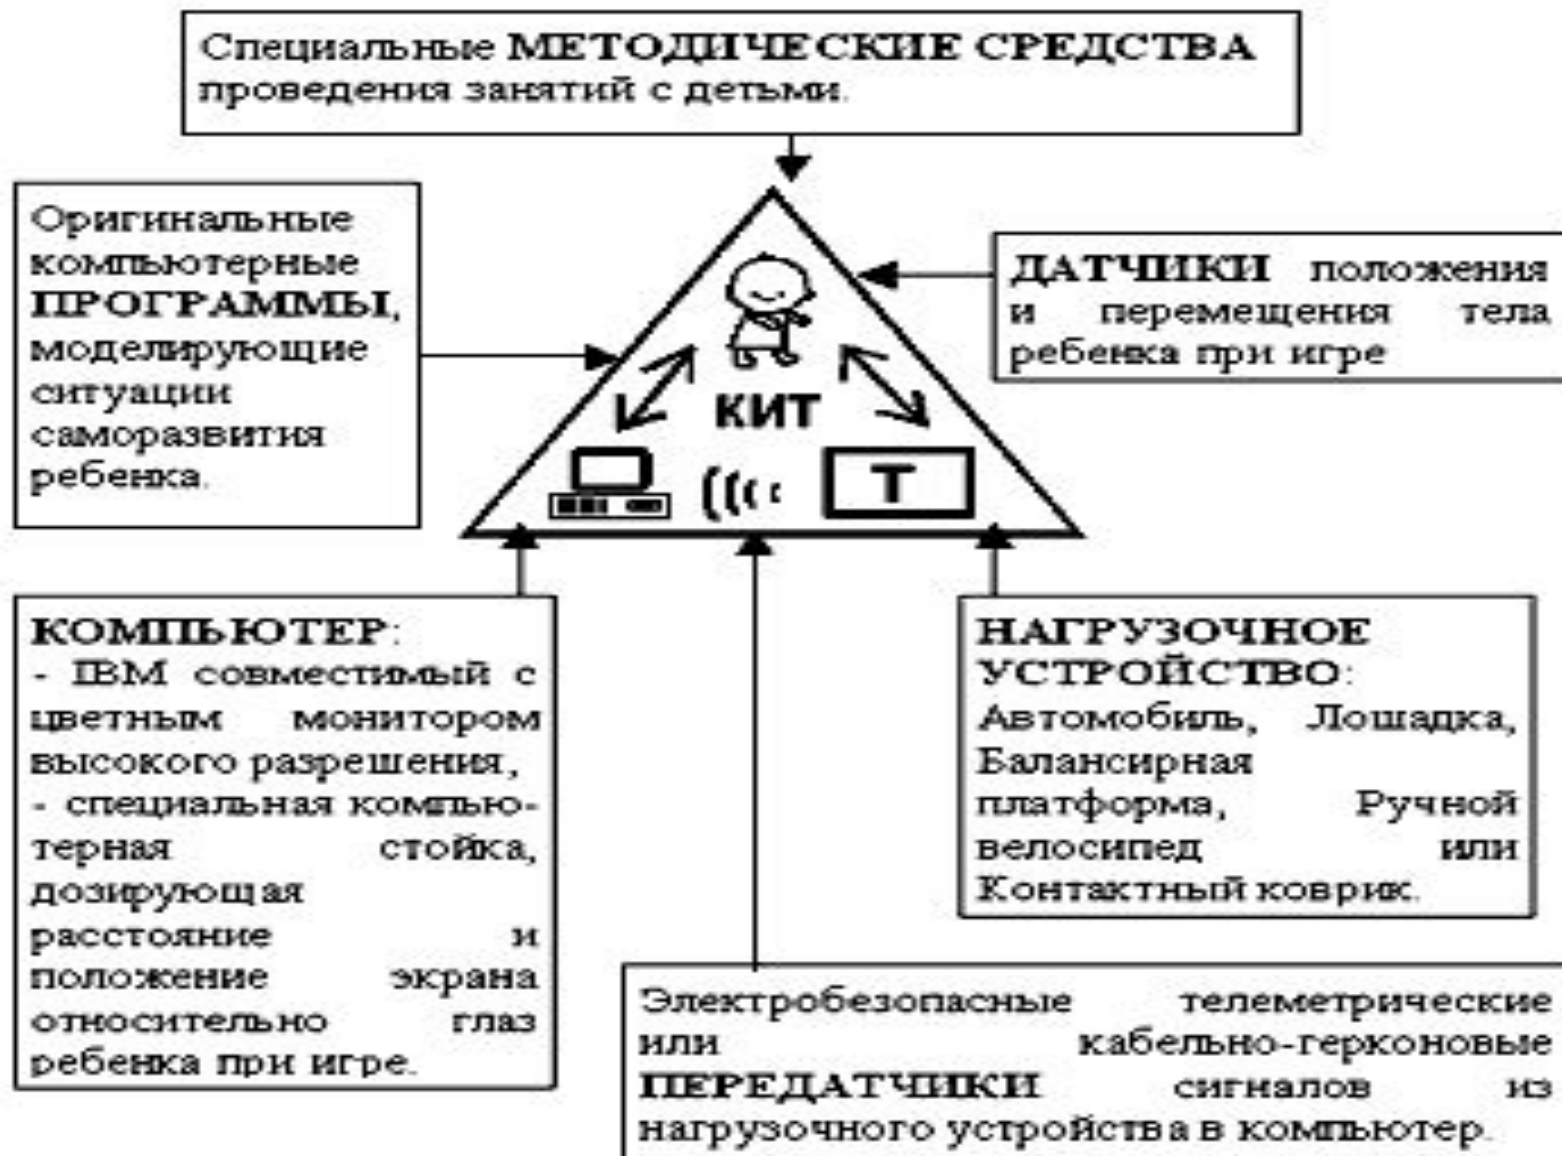 Специальные МЕТОДИЧЕСКИЕ СРЕДСТВА
проведения занятий с детьми.
Оригинальные
компьютерные
ПРОГРАММЫ,
моделирующие
ситуации
саморазвития
ребенка.
ДАТЧИКИ положения
и перемещения тела
ребенка при игре
КИТ
Т
КОМПЬЮТЕР:
- IBM совместимый с
цветным монитором
высокого разрешения,
- специальная компью-
терная стойка,
дозирующая
расстояние и
положение экрана
относительно глаз
ребенка при игре.
НАГРУЗОЧНОЕ
УСТРОЙСТВО:
Автомобиль, Лошадка,
Балансирная
платформа, Ручной
велосипед или
Контактный коврик.
Электробезопасные телеметрические
или кабельно-герконовые
ПЕРЕДАТЧИКИ сигналов из
нагрузочного устройства в компьютер.